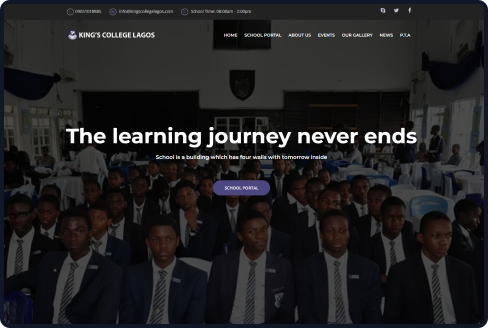 info@kingscollegelagos.com
School Time: 08:00am - 2:00pm
KING'S COLLEGE LAGOS
HOME SCHOOL PORTAL ABOUT US EVENTS OUR GALLERY NEWS P.T.A
The learning journey never ends
School is a building which has four walls with tomorrow inside
SCHOOL PORTAL